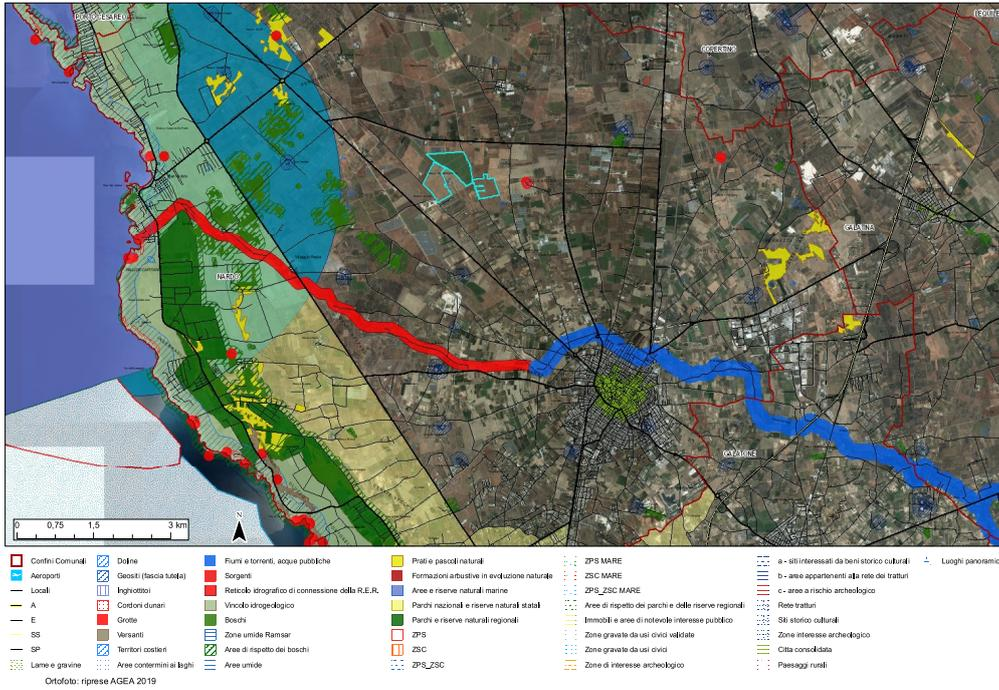 PORTO CESAREO
COPERTINO
GALATINA
NARDO'
GALATONE
0 0,75 1,5 3 km
N
Confini Comunali
Aeroporti
Locali
A
E
SS
SP
Lame e gravine
Doline
Geositi (fascia tutela)
Inghiottitoi
Cordoni dunari
Grotte
Versanti
Territori costieri
Aree contermini ai laghi
Fiumi e torrenti, acque pubbliche
Sorgenti
Reticolo idrografico di connessione della R.E.R.
Vincolo idrogeologico
Boschi
Zone umide Ramsar
Aree di rispetto dei boschi
Aree umide
Prati e pascoli naturali
Formazioni arbustive in evoluzione naturale
Aree e riserve naturali marine
Parchi nazionali e riserve naturali statali
Parchi e riserve naturali regionali
ZPS
ZSC
ZPS_ZSC
ZPS MARE
ZSC MARE
ZPS_ZSC MARE
Aree di rispetto dei parchi e delle riserve regionali
Immobili e aree di notevole interesse pubblico
Zone gravate da usi civici validate
Zone gravate da usi civici
Zone di interesse archeologico
a - siti interessati da beni storico culturali
b - aree appartenenti alla rete dei tratturi
c - aree a rischio archeologico
Rete tratturi
Siti storico culturali
Zone interesse archeologico
Citta consolidata
Paesaggi rurali
Luoghi panoramic
Ortofoto: riprese AGEA 2019